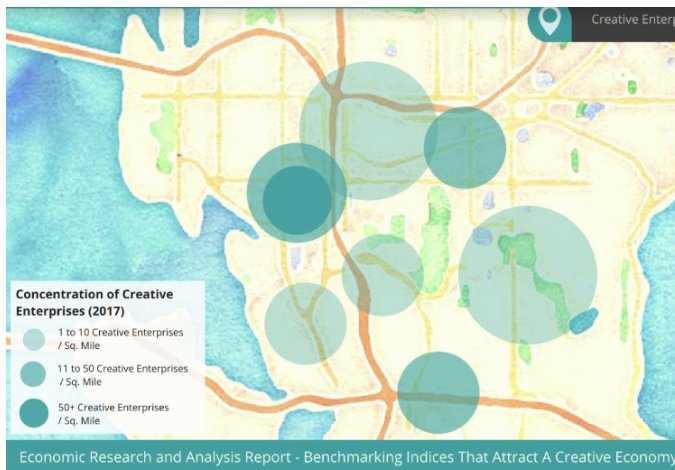 Creative Enterp
Concentration of Creative
Enterprises (2017)
1 to 10 Creative Enterprises
/ Sq. Mile
11 to 50 Creative Enterprises
/ Sq. Mile
50+ Creative Enterprises
/ Sq. Mile
Economic Research and Analysis Report - Benchmarking Indices That Attract A Creative Economy